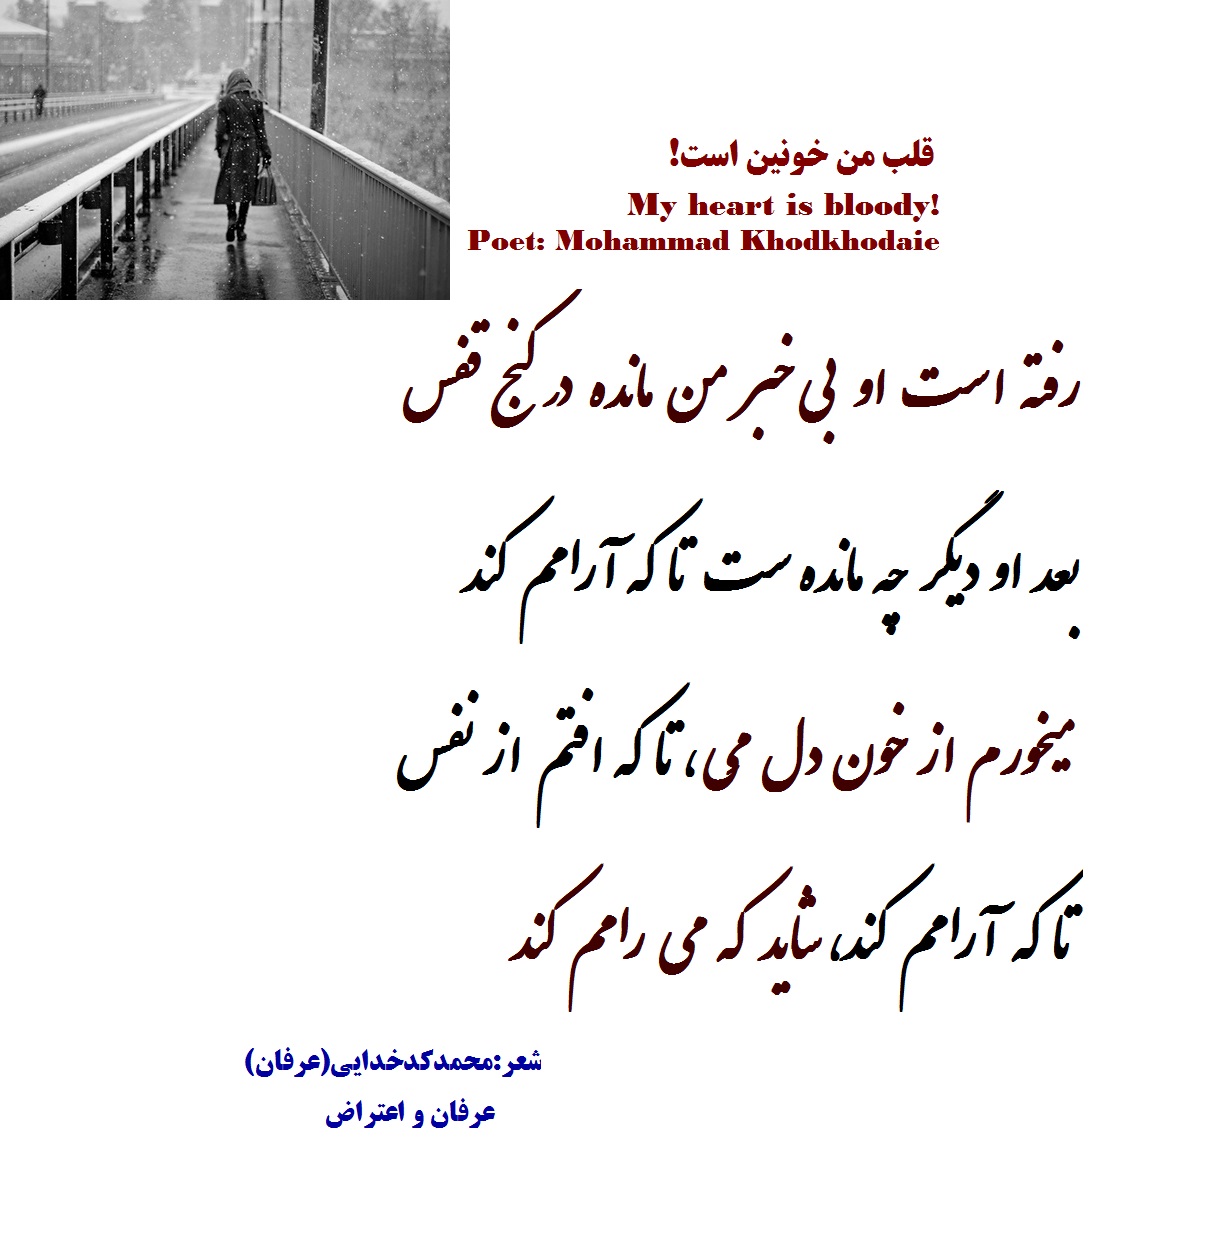 قلب من خونین است!
My heart is bloody!
Poet: Mohammad Khodkhodaie
رفته است او بی خبر من مانده در کنج قفس
بعد او دیگر چه مانده ست تا که آرامم کند
میخورم از خون دل می، تا که افتم از نفس
تا که آرامم کند، شاید که می رامم کند
شعر:محمدکدخدایی(عرفان)
عرفان و اعتراض